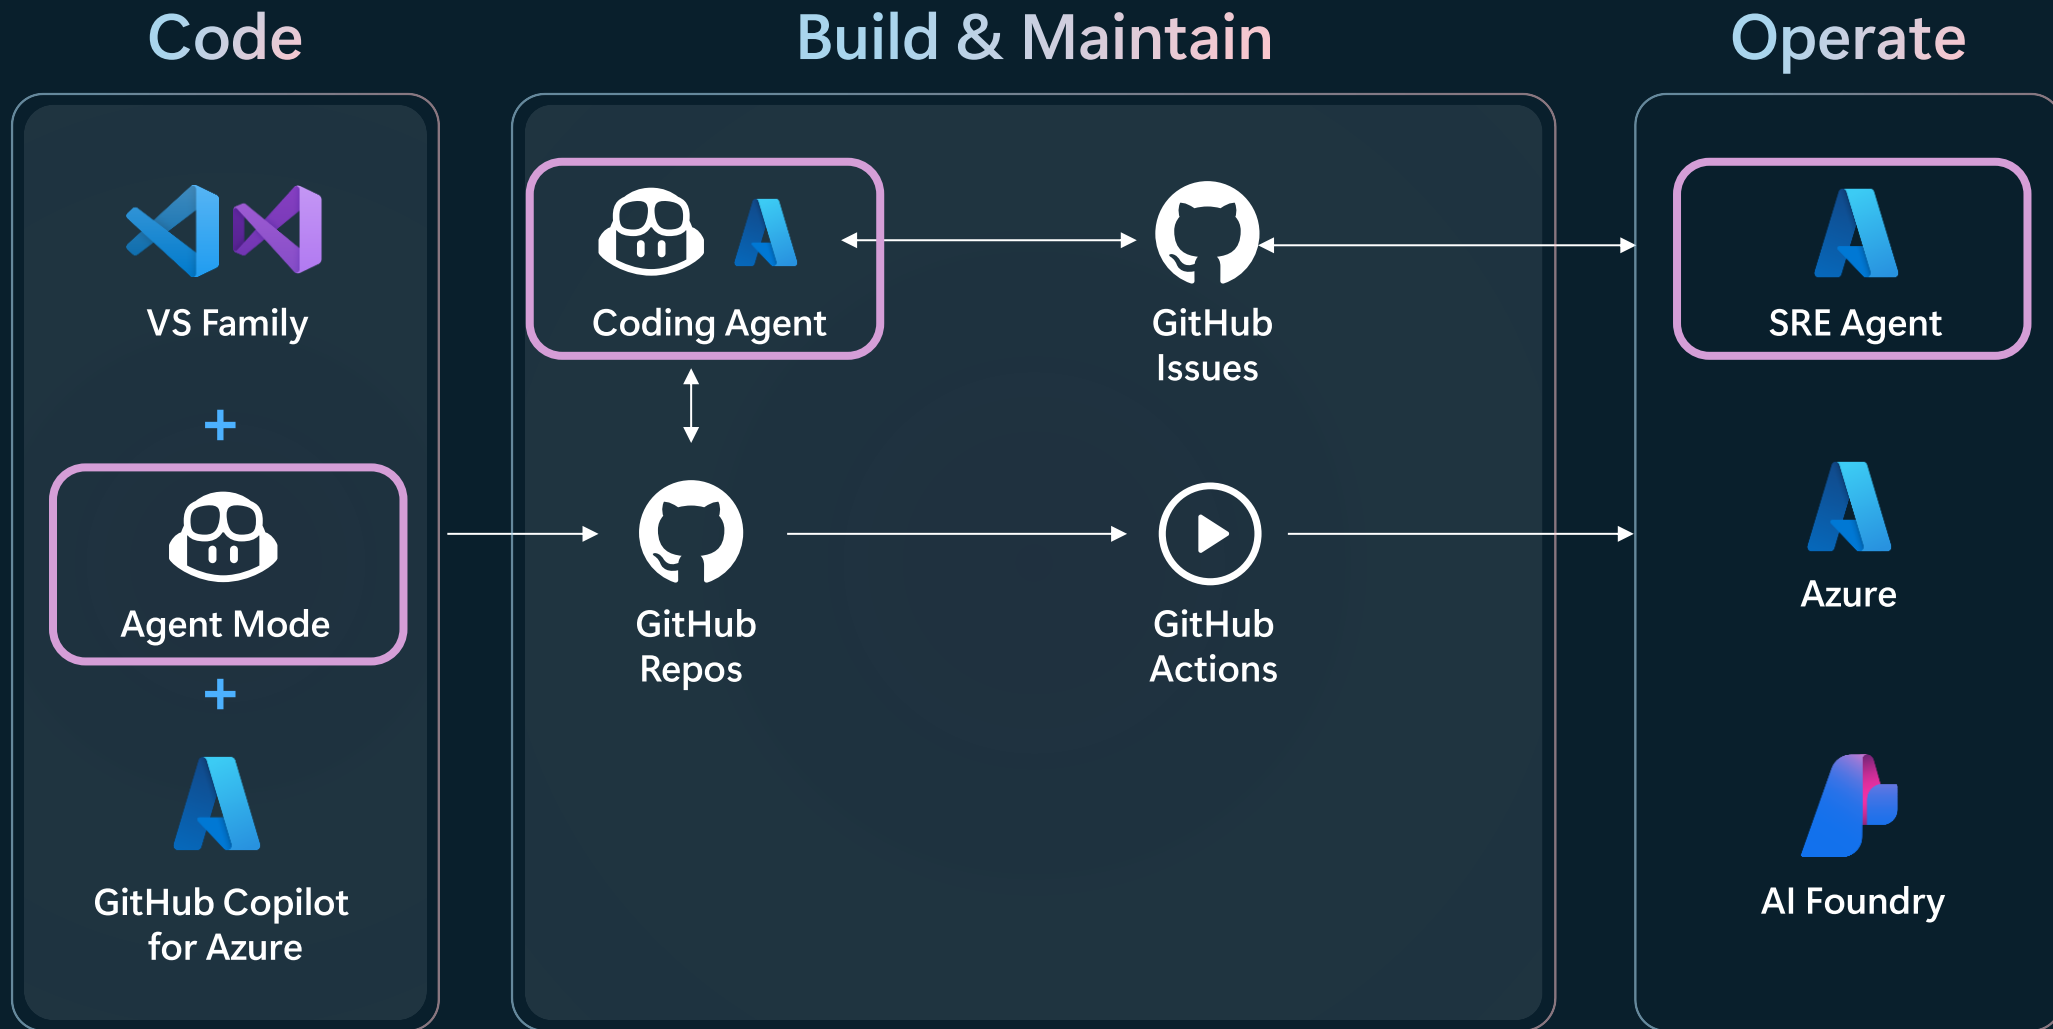 Code
VS Family
+
Agent Mode
+
GitHub Copilot
for Azure
Build & Maintain
Coding Agent
GitHub
Issues
GitHub
Repos
GitHub
Actions
Operate
SRE Agent
Azure
AI Foundry